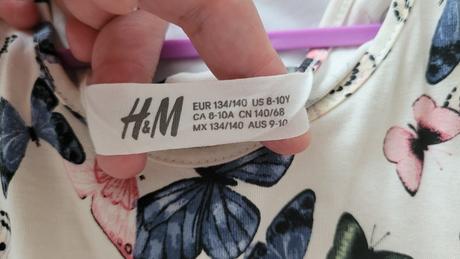 H&M
EUR 134/140 US 8-10Y
CA 8-10A CN 140/68
MX 134/140 AUS 9-10